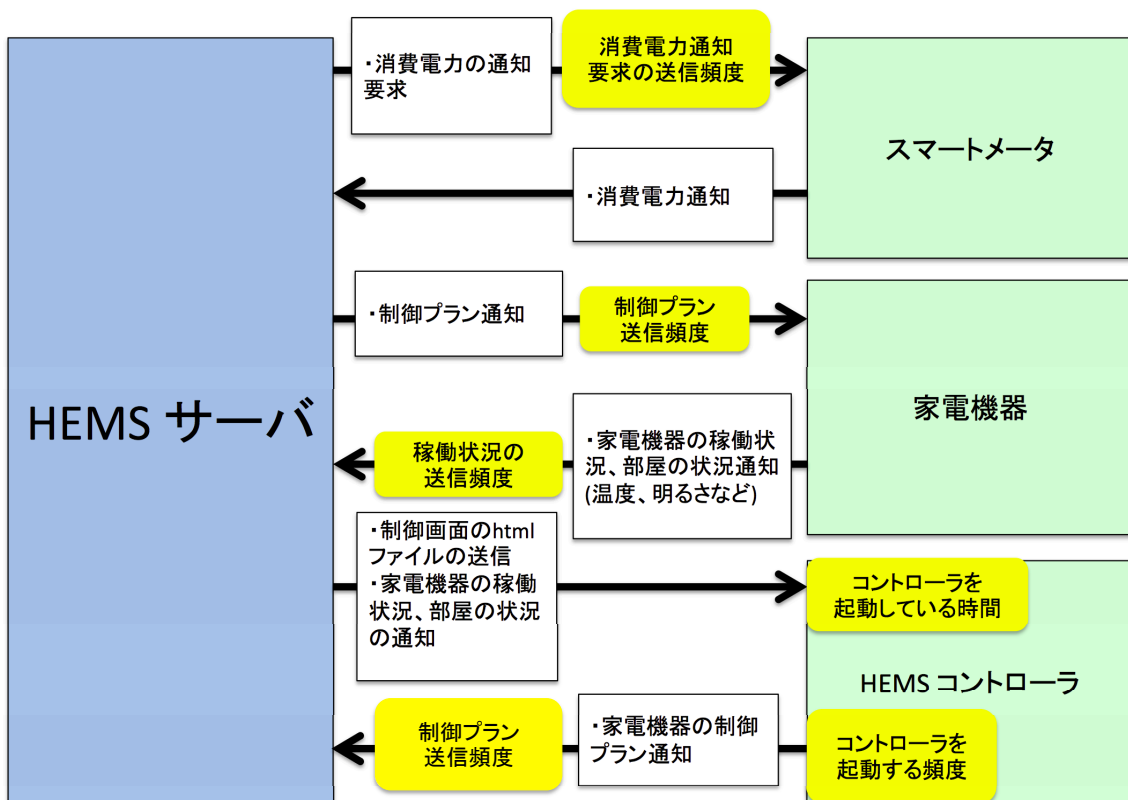 ・消費電力の通知
要求
消費電力通知
要求の送信頻度
スマートメータ
・消費電力通知
・制御プラン通知
制御プラン
送信頻度
HEMS サーバ
家電機器
稼働状況の
送信頻度
・家電機器の稼働状
況、部屋の状況通知
(温度、明るさなど)
・制御画面のhtml
ファイルの送信
・家電機器の稼働
状況、部屋の状況
の通知
コントローラを
起動している時間
HEMS コントローラ
制御プラン
送信頻度
・家電機器の制御
プラン通知
コントローラを
起動する頻度